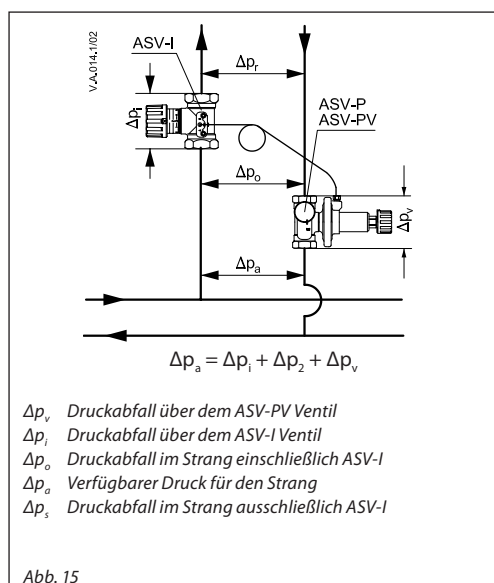 V.A.014.1/02
ASV-I
Δpᵣ
Δpᵢ
ASV-P
ASV-PV
Δpₒ
Δpᵥ
Δpₐ
Δpₐ = Δpᵢ + Δp₂ + Δpᵥ
Δpᵥ Druckabfall über dem ASV-PV Ventil
Δpᵢ Druckabfall über dem ASV-I Ventil
Δpₒ Druckabfall im Strang einschließlich ASV-I
Δpₐ Verfügbarer Druck für den Strang
Δpₛ Druckabfall im Strang ausschließlich ASV-I
Abb. 15